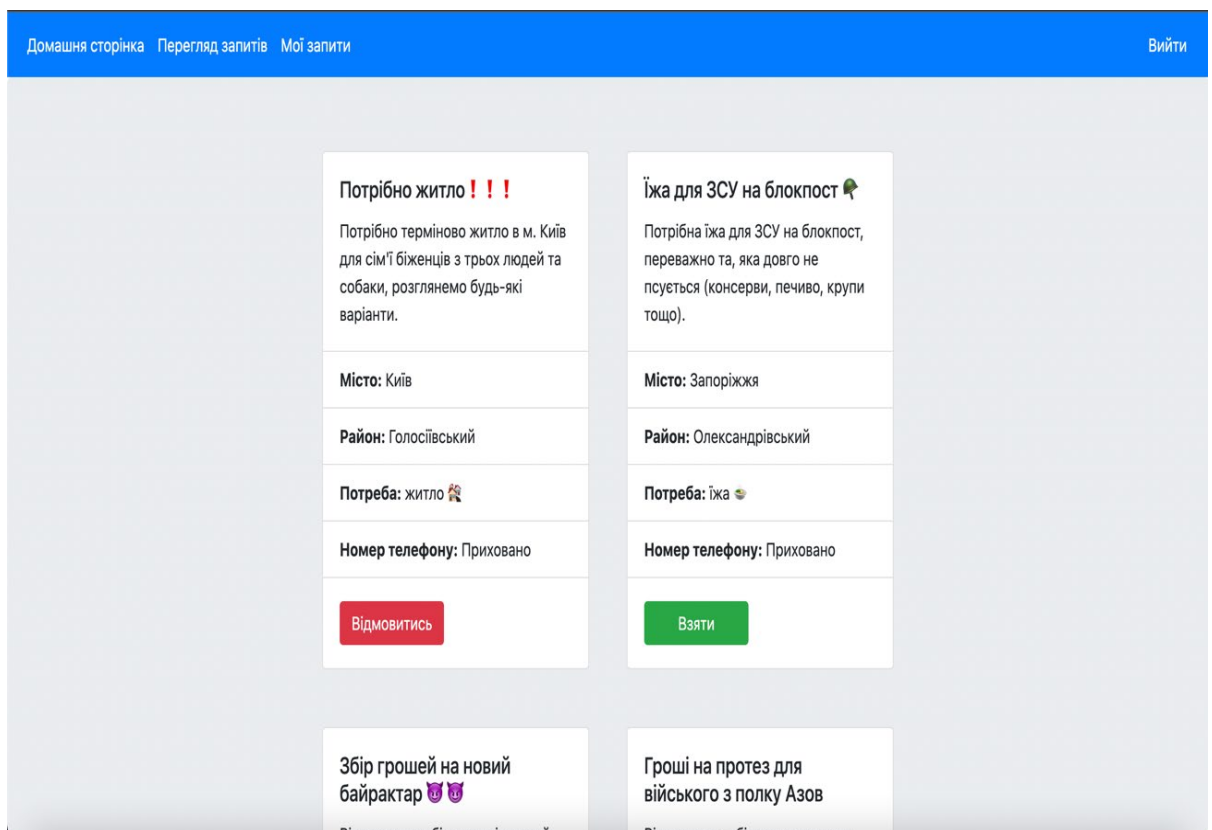 Домашня сторінка Перегляд запитів Мої запити Вийти
Потрібно житло❗❗❗
Потрібно терміново житло в м. Київ
для сім'ї біженців з трьох людей та
собаки, розглянемо будь-які
варіанти.
Місто: Київ
Район: Голосіївський
Потреба: житло
Номер телефону: Приховано
Відмовитись
Їжа для ЗСУ на блокпост
Потрібна їжа для ЗСУ на блокпост,
переважно та, яка довго не
псується (консерви, печиво, крупи
тощо).
Місто: Запоріжжя
Район: Олександрівський
Потреба: їжа
Номер телефону: Приховано
Взяти
Збір грошей на новий
байрактар 😈😈
Гроші на протез для
війського з полку Азов